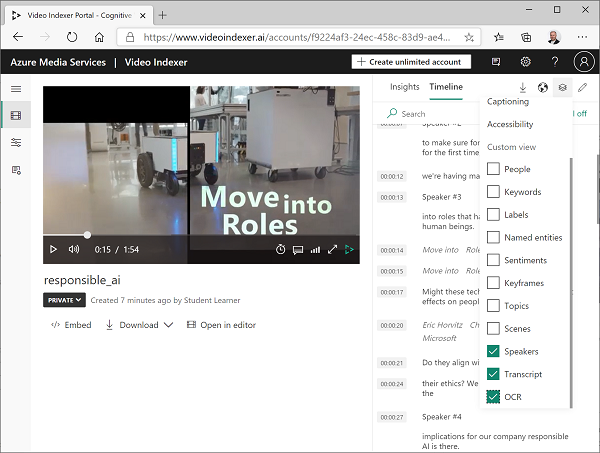 Video Indexer Portal - Cognitive
https://www.videoindexer.ai/accounts/f9224af3-24ec-458c-83d9-ae4...
Azure Media Services | Video Indexer
+ Create unlimited account
?
Insights Timeline
Search
off
Captioning
Accessibility
Custom view
People
Keywords
Labels
Named entities
Sentiments
Keyframes
Topics
Scenes
Speakers
Transcript
OCR
Speaker #2
to make sure for
for the first time
00:00:12 we're having ma
00:00:13 Speaker #3
into roles that ha
human beings.
00:00:14 Move into Role
00:00:15 Move into Role
00:00:17 Might these tech
effects on peopl
00:00:20 Eric Horvitz Ch
Microsoft
00:00:21 Do they align wi
00:00:24 their ethics? We
the
00:00:27 Speaker #4
implications for our company responsible
AI is there.
Move into
Roles
0:15 / 1:54
responsible_ai
PRIVATE Created 7 minutes ago by Student Learner
</> Embed Download Open in editor